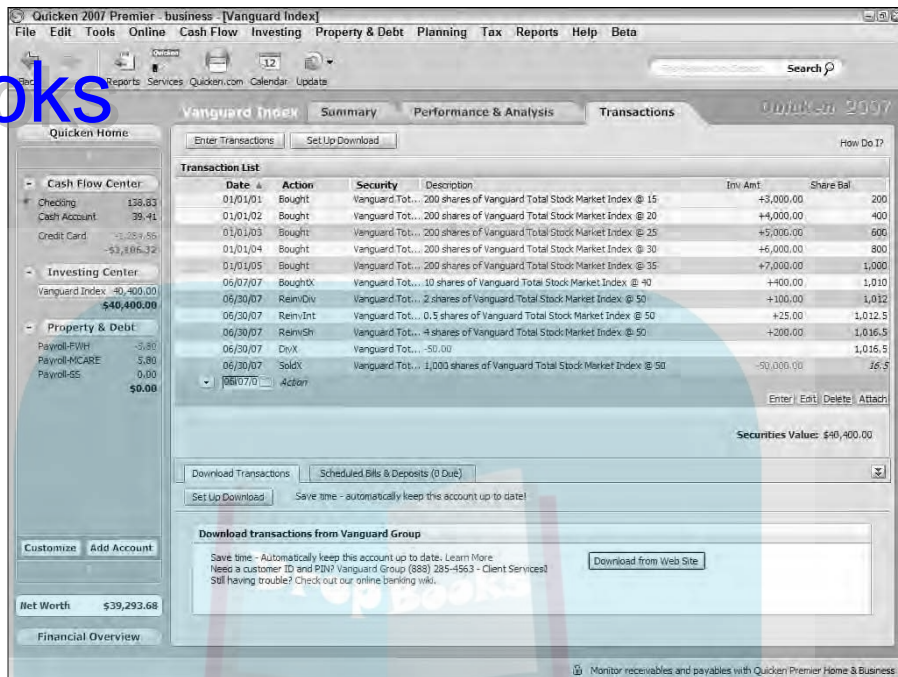 Quicken 2007 Premier - business - [Vanguard Index]
File Edit Tools Online Cash Flow Investing Property & Debt Planning Tax Reports Help Beta
Back Reports Services Quicken.com Calendar Update
Search
oks
Vanguard Index Summary Performance & Analysis Transactions Quicken 2007
Quicken Home
Enter Transactions Set Up Download How Do I?
Transaction List
Date Action Security Description Inv Amt Share Bal
01/01/01 Bought Vanguard Tot... 200 shares of Vanguard Total Stock Market Index @ 15 +3,000.00 200
01/01/02 Bought Vanguard Tot... 200 shares of Vanguard Total Stock Market Index @ 20 +4,000.00 400
01/01/03 Bought Vanguard Tot... 200 shares of Vanguard Total Stock Market Index @ 25 +5,000.00 600
01/01/04 Bought Vanguard Tot... 200 shares of Vanguard Total Stock Market Index @ 30 +6,000.00 800
01/01/05 Bought Vanguard Tot... 200 shares of Vanguard Total Stock Market Index @ 35 +7,000.00 1,000
06/07/07 BoughtX Vanguard Tot... 10 shares of Vanguard Total Stock Market Index @ 40 +400.00 1,010
06/30/07 ReinvDiv Vanguard Tot... 2 shares of Vanguard Total Stock Market Index @ 50 +100.00 1,012
06/30/07 ReinvInt Vanguard Tot... 0.5 shares of Vanguard Total Stock Market Index @ 50 +25.00 1,012.5
06/30/07 ReinvSh Vanguard Tot... 4 shares of Vanguard Total Stock Market Index @ 50 +200.00 1,016.5
06/30/07 DivX Vanguard Tot... -50.00 1,016.5
06/30/07 SoldX Vanguard Tot... 1,000 shares of Vanguard Total Stock Market Index @ 50 -50,000.00 16.5
06/07/0 Action
Enter Edit Delete Attach
Securities Value: $40,400.00
- Cash Flow Center
Checking 138.83
Cash Account 39.41
Credit Card
- Investing Center
Vanguard Index 40,400.00
$40,400.00
- Property & Debt
Payroll-FWH -5.80
Payroll-MCARE 5.80
Payroll-SS 0.00
$0.00
Customize Add Account
Net Worth $39,293.68
Financial Overview
Download Transactions Scheduled Bills & Deposits (0 Due)
Set Up Download Save time - automatically keep this account up to date!
Download transactions from Vanguard Group
Save time - Automatically keep this account up to date. Learn More
Need a customer ID and PIN? Vanguard Group (888) 285-4563 - Client Services!
Still having trouble? Check out our online banking wiki.
Download from Web Site
Drop Books
Monitor receivables and payables with Quicken Premier Home & Business